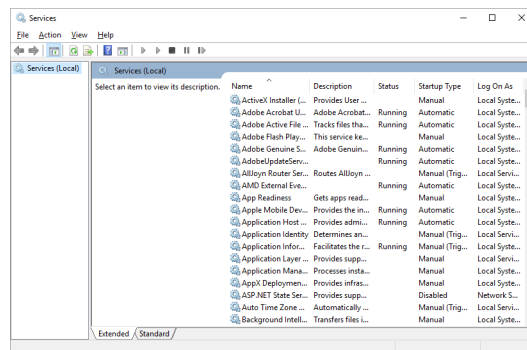 Services
File Action View Help
Services (Local)
Services (Local)
Select an item to view its description.
Name Description Status Startup Type Log On As
ActiveX Installer (... Provides User ... Manual Local Syste...
Adobe Acrobat U... Adobe Acrobat... Running Automatic Local Syste...
Adobe Active File ... Tracks files tha... Running Automatic Local Syste...
Adobe Flash Play... This service ke... Manual Local Syste...
Adobe Genuine S... Adobe Genuin... Running Automatic Local Syste...
AdobeUpdateServ... Running Automatic Local Syste...
AllJoyn Router Ser... Routes AllJoyn ... Manual (Trig... Local Servi...
AMD External Eve... Running Automatic Local Syste...
App Readiness Gets apps read... Manual Local Syste...
Apple Mobile Dev... Provides the in... Running Automatic Local Syste...
Application Host ... Provides admi... Running Automatic Local Syste...
Application Identity Determines an... Manual (Trig... Local Servi...
Application Infor... Facilitates the r... Running Manual (Trig... Local Syste...
Application Layer ... Provides supp... Manual Local Servi...
Application Mana... Processes insta... Manual Local Syste...
AppX Deploymen... Provides infras... Manual Local Syste...
ASP.NET State Ser... Provides supp... Disabled Network S...
Auto Time Zone ... Automatically ... Manual (Trig... Local Servi...
Background Intell... Transfers files i... Manual Local Syste...
Extended Standard